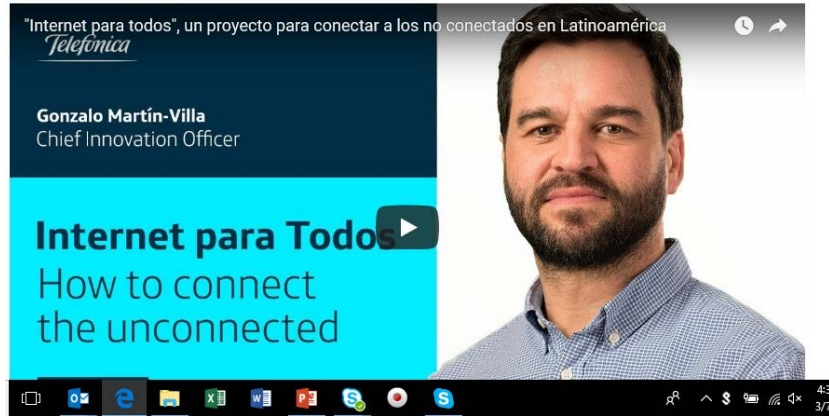 "Internet para todos", un proyecto para conectar a los no conectados en Latinoamérica
Telefónica
Gonzalo Martín-Villa
Chief Innovation Officer
Internet para Todos
How to connect
the unconnected